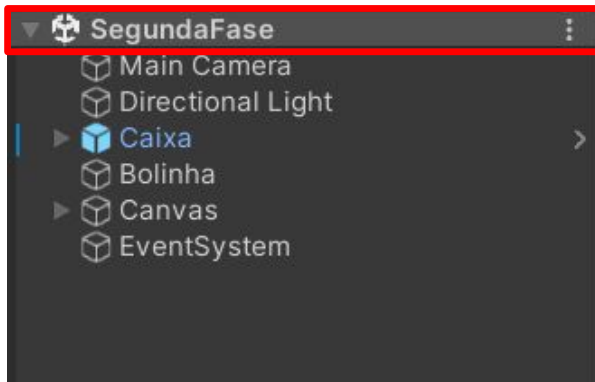 SegundaFase
Main Camera
Directional Light
Caixa
Bolinha
Canvas
EventSystem